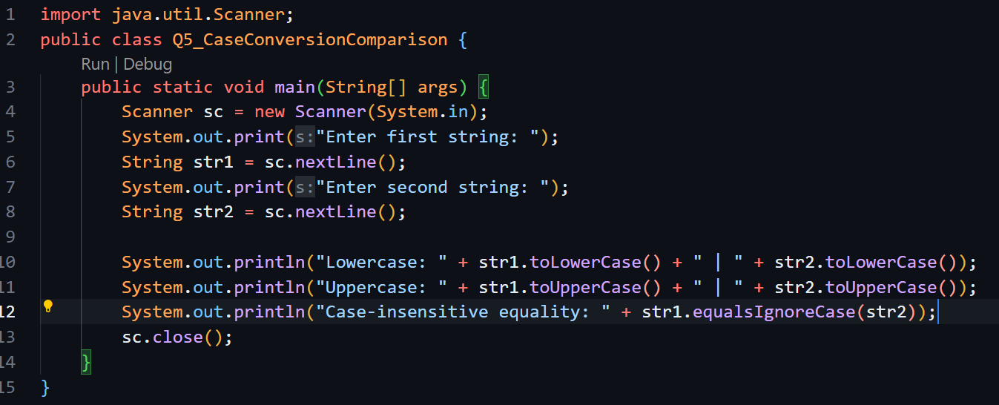 1 import java.util.Scanner;
2 public class Q5_CaseConversionComparison {
Run | Debug
3 public static void main(String[] args) {
4 Scanner sc = new Scanner(System.in);
5 System.out.print(s:"Enter first string: ");
6 String str1 = sc.nextLine();
7 System.out.print(s:"Enter second string: ");
8 String str2 = sc.nextLine();
9
10 System.out.println("Lowercase: " + str1.toLowerCase() + " | " + str2.toLowerCase());
11 System.out.println("Uppercase: " + str1.toUpperCase() + " | " + str2.toUpperCase());
12 System.out.println("Case-insensitive equality: " + str1.equalsIgnoreCase(str2));
13 sc.close();
14 }
15 }